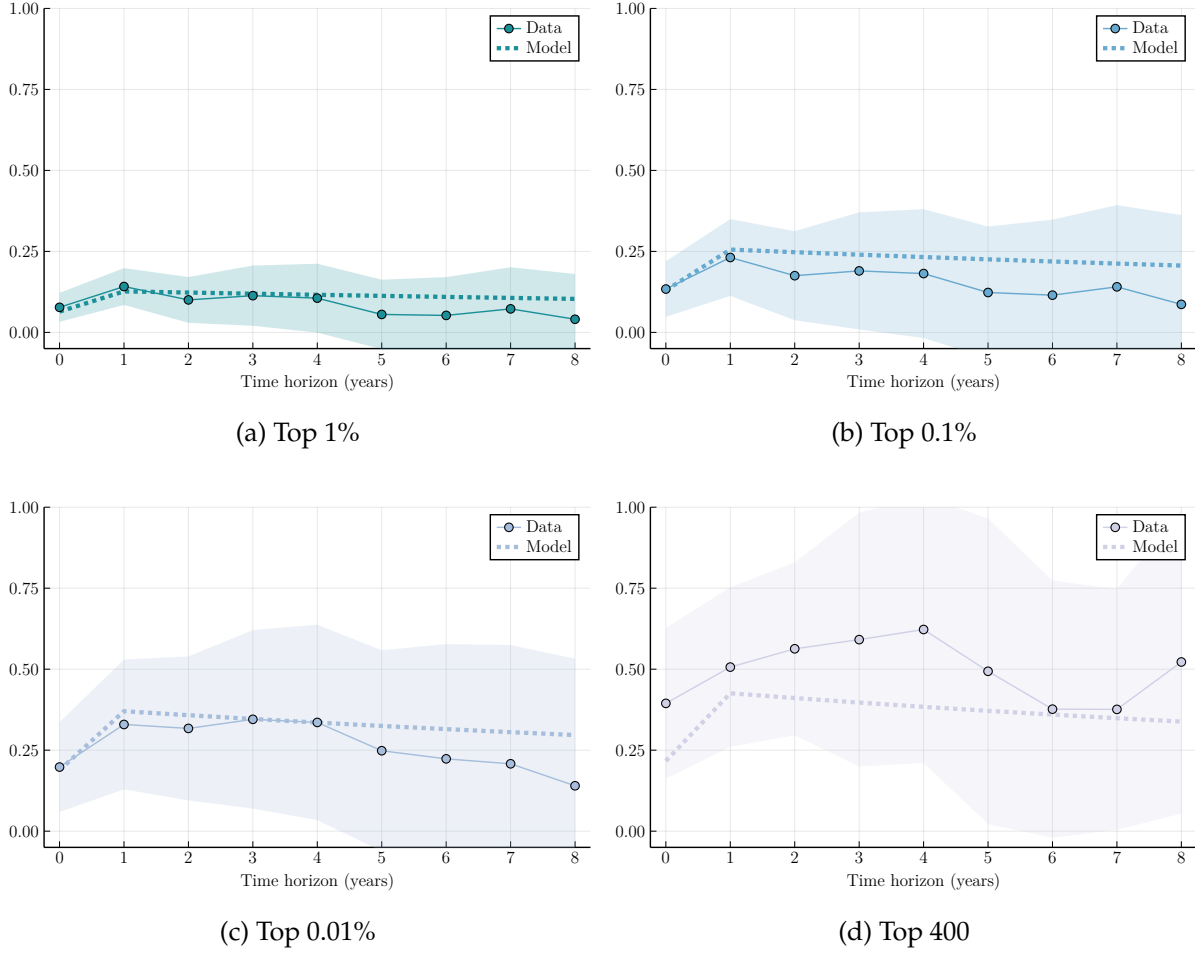 1.00
0.75
0.50
0.25
0.00
0 1 2 3 4 5 6 7 8
Time horizon (years)
Data
Model
(a) Top 1%
1.00
0.75
0.50
0.25
0.00
0 1 2 3 4 5 6 7 8
Time horizon (years)
Data
Model
(b) Top 0.1%
1.00
0.75
0.50
0.25
0.00
0 1 2 3 4 5 6 7 8
Time horizon (years)
Data
Model
(c) Top 0.01%
1.00
0.75
0.50
0.25
0.00
0 1 2 3 4 5 6 7 8
Time horizon (years)
Data
Model
(d) Top 400